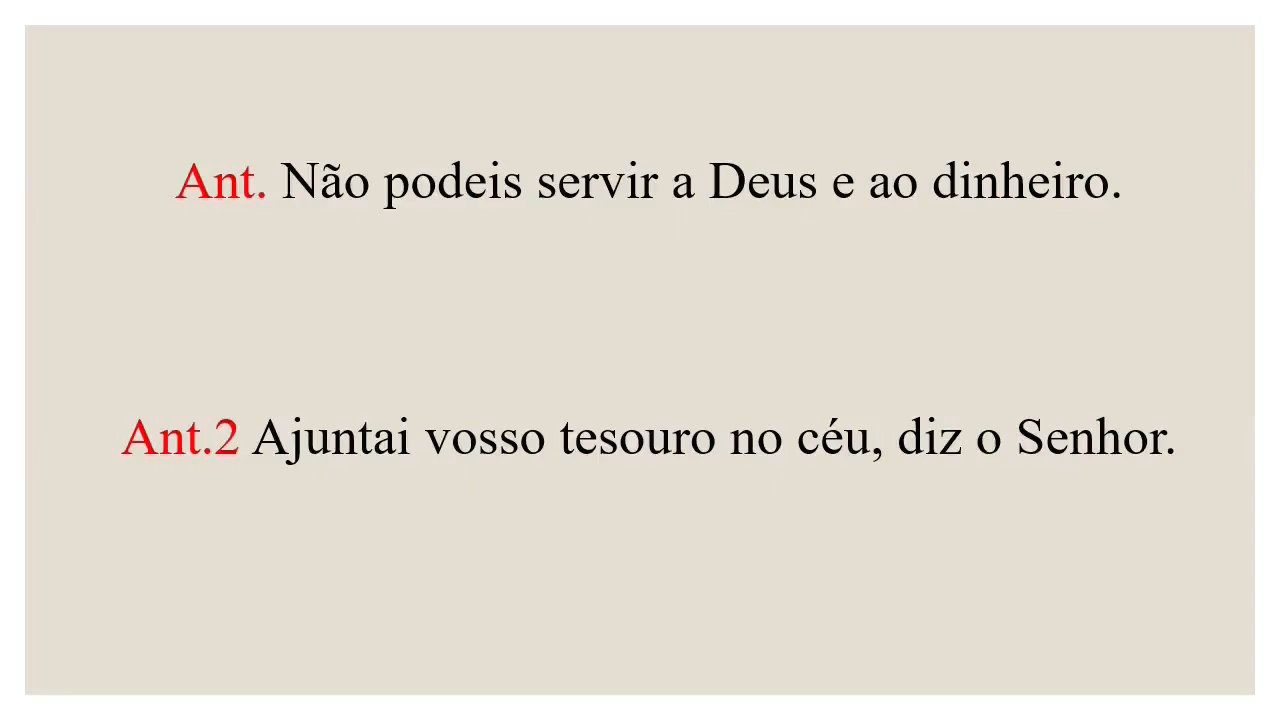 Ant. Não podeis servir a Deus e ao dinheiro.
Ant.2 Ajuntai vosso tesouro no céu, diz o Senhor.